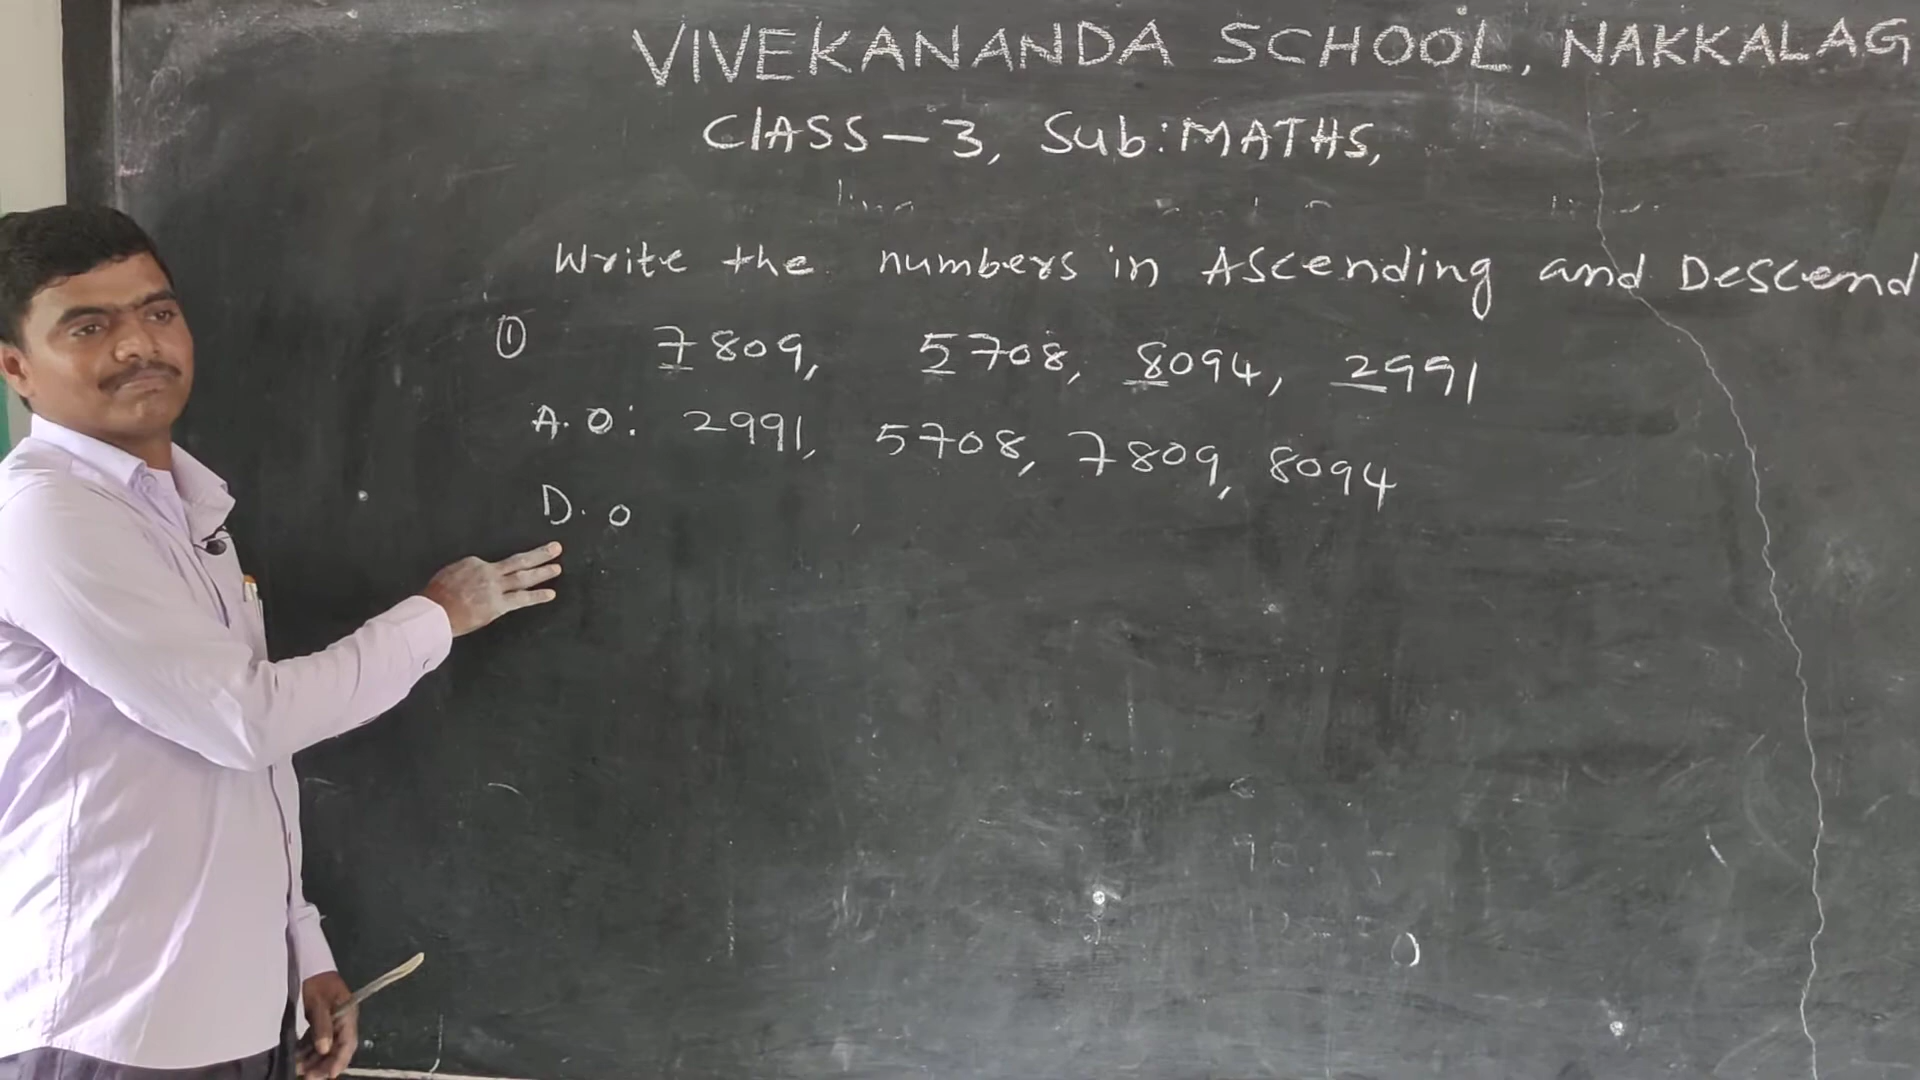 VIVEKANANDA SCHOOL, NAKKALAG
ClASS-3, Sub: MATHS,
Write the numbers in Ascending and Descend
① 7809, 5708, 8094, 2991
A.O: 2991, 5708, 7809, 8094
D.O